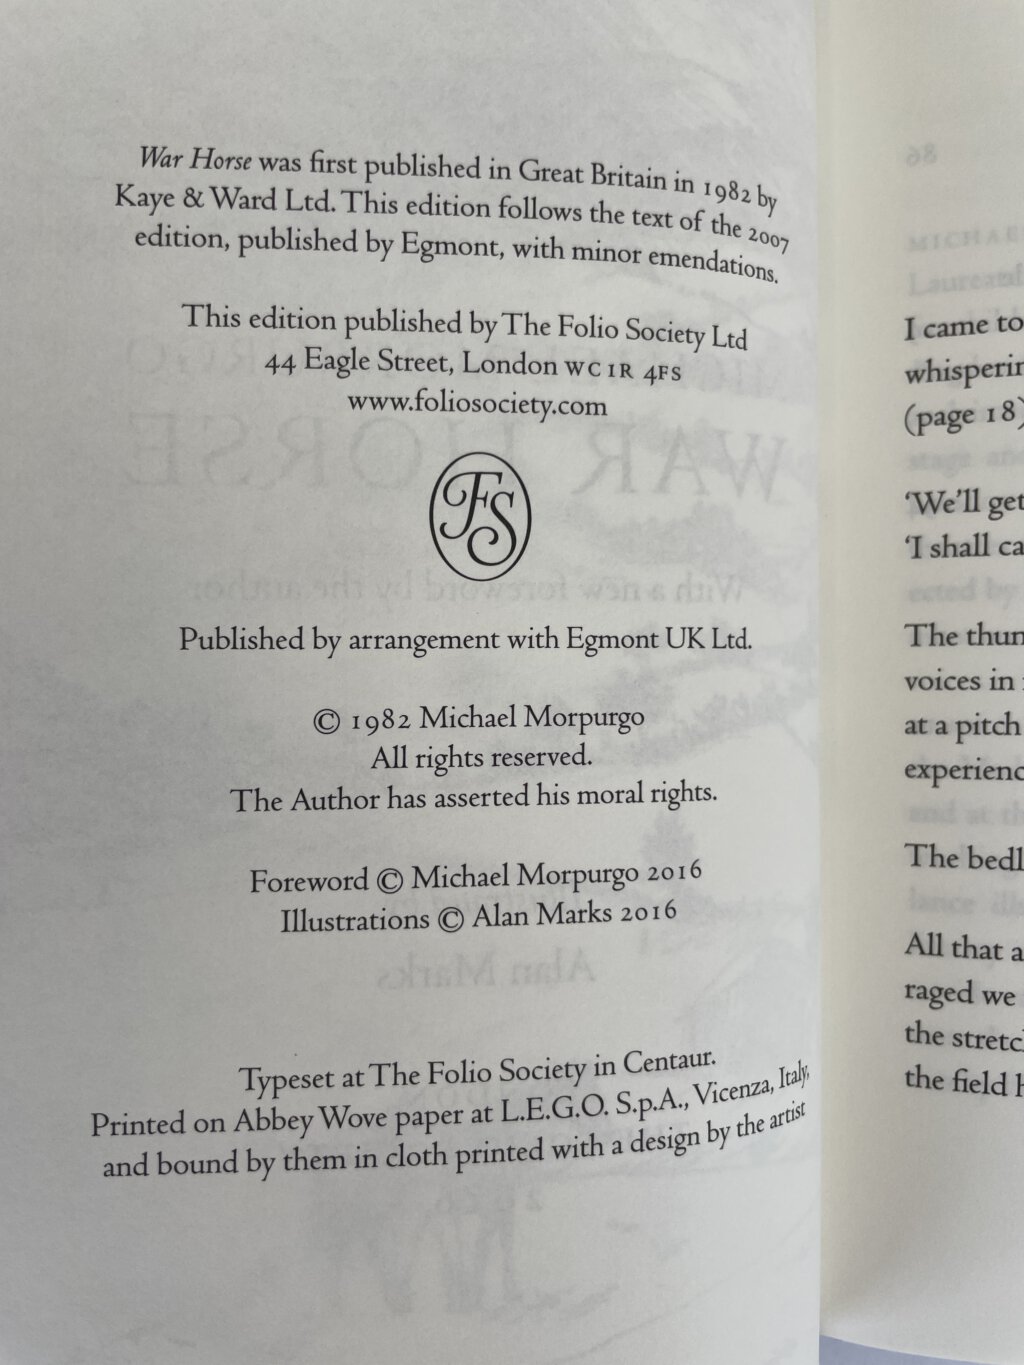 War Horse was first published in Great Britain in 1982 by
Kaye & Ward Ltd. This edition follows the text of the 2007
edition, published by Egmont, with minor emendations.
This edition published by The Folio Society Ltd
44 Eagle Street, London WC1R 4FS
www.foliosociety.com
FS
Published by arrangement with Egmont UK Ltd.
© 1982 Michael Morpurgo
All rights reserved.
The Author has asserted his moral rights.
Foreword © Michael Morpurgo 2016
Illustrations © Alan Marks 2016
Typeset at The Folio Society in Centaur.
Printed on Abbey Wove paper at L.E.G.O. S.p.A., Vicenza, Italy,
and bound by them in cloth printed with a design by the artist
I came to
(page 18)
‘We’ll get
‘I shall
The
voices in
at a pitch
The
All that
raged we
the
the field